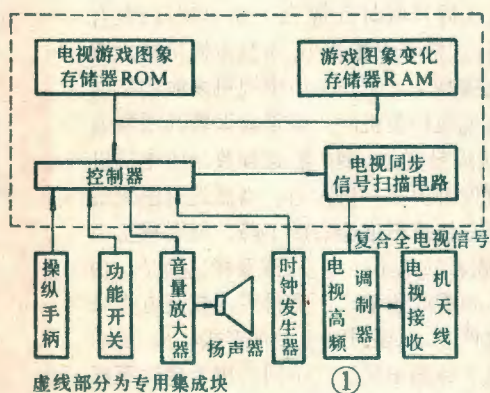 电视游戏图象
存储器ROM
游戏图象变化
存储器RAM
控制器
电视同步
信号扫描电路
复合全电视信号
操纵手柄
功能开关
音量放大器
扬声器
时钟发生器
电视高频
调制器
电视接收
机天线
虚线部分为专用集成块
①